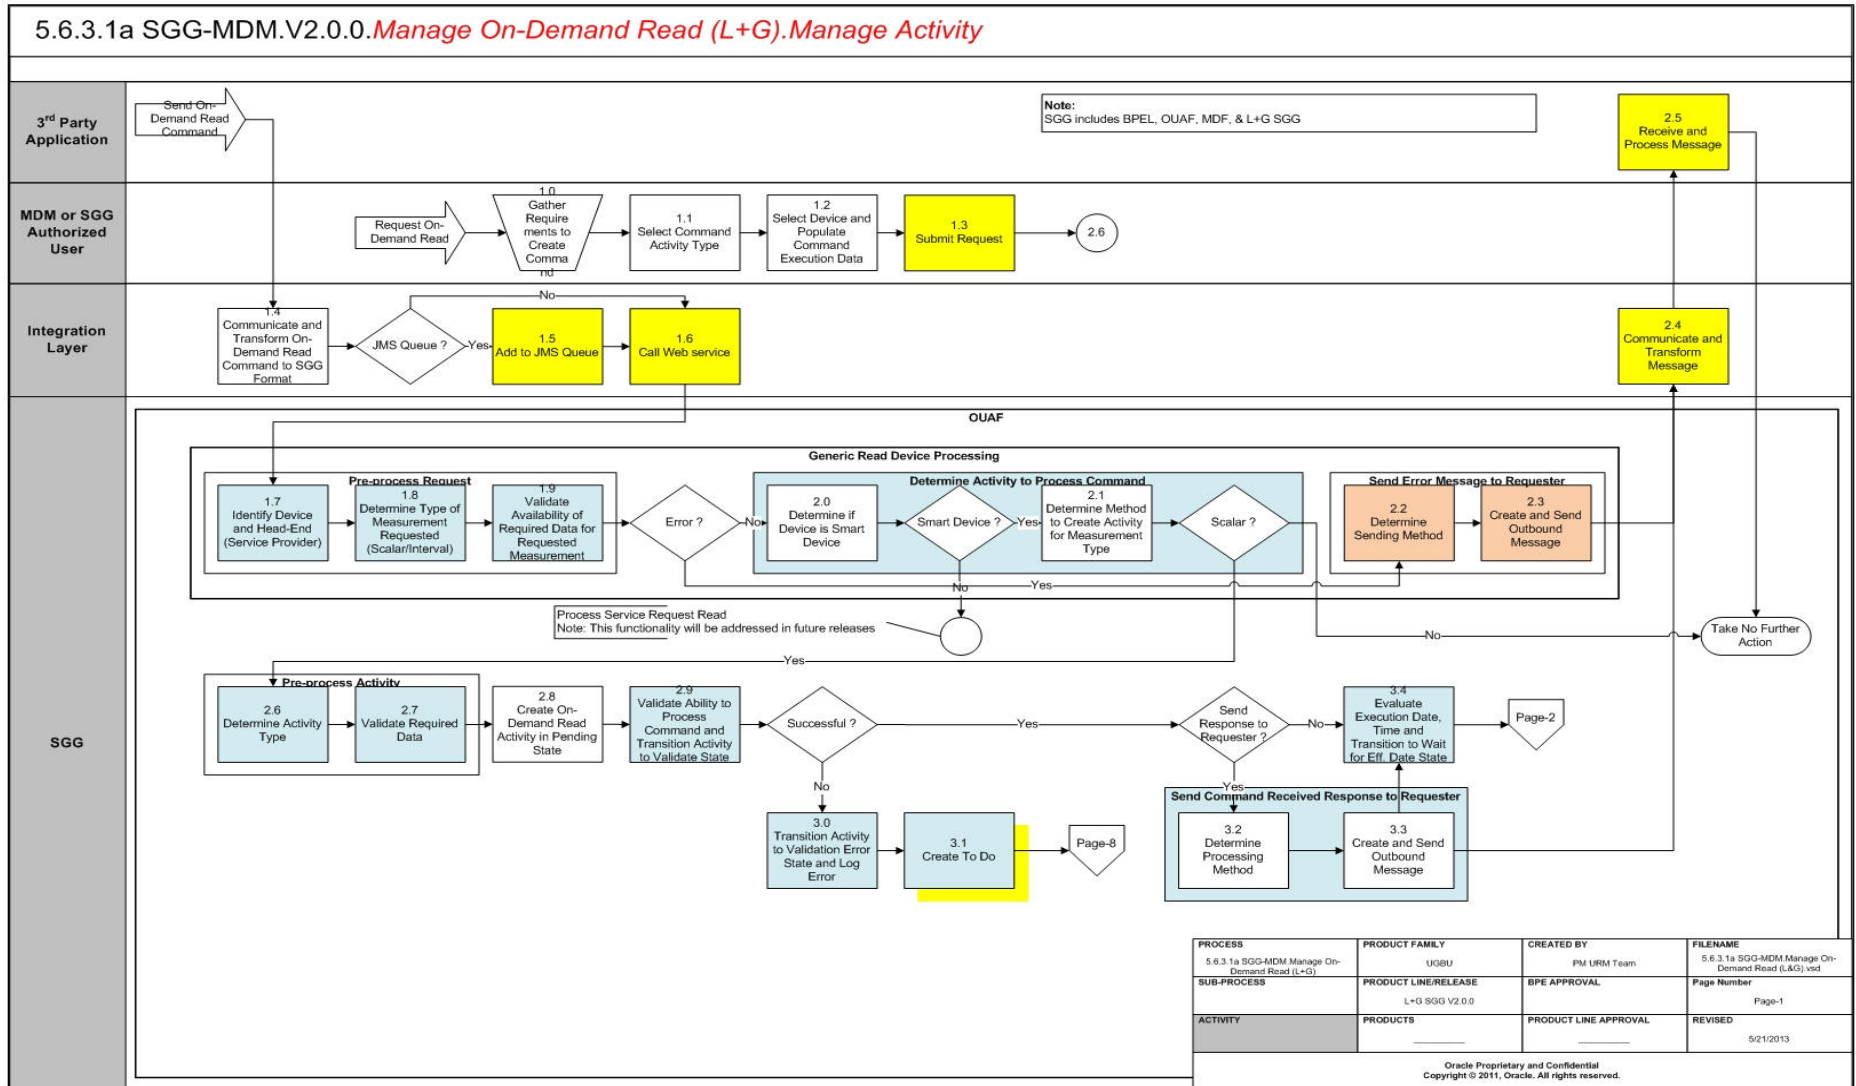 5.6.3.1a SGG-MDM.V2.0.0.Manage On-Demand Read (L+G).Manage Activity
3rd Party
Application
Send On-
Demand Read
Command
Note:
SGG includes BPEL, OUAF, MDF, & L+G SGG
2.5
Receive and
Process Message
MDM or SGG
Authorized
User
Request On-
Demand Read
1.0
Gather
Require
ments to
Create
Comma
nd
1.1
Select Command
Activity Type
1.2
Select Device and
Populate
Command
Execution Data
1.3
Submit Request
2.6
Integration
Layer
1.4
Communicate and
Transform On-
Demand Read
Command to SGG
Format
JMS Queue ?
No
Yes
1.5
Add to JMS Queue
1.6
Call Web service
2.4
Communicate and
Transform
Message
SGG
OUAF
Generic Read Device Processing
Pre-process Request
1.7
Identify Device
and Head-End
(Service Provider)
1.8
Determine Type of
Measurement
Requested
(Scalar/Interval)
1.9
Validate
Availability of
Required Data for
Requested
Measurement
Error ?
No
Yes
Determine Activity to Process Command
2.0
Determine if
Device is Smart
Device
Smart Device ?
Yes
No
2.1
Determine Method
to Create Activity
for Measurement
Type
Scalar ?
Send Error Message to Requester
2.2
Determine
Sending Method
2.3
Create and Send
Outbound
Message
Process Service Request Read
Note: This functionality will be addressed in future releases
No
Take No Further
Action
Yes
Pre-process Activity
2.6
Determine Activity
Type
2.7
Validate Required
Data
2.8
Create On-
Demand Read
Activity in Pending
State
2.9
Validate Ability to
Process
Command and
Transition Activity
to Validate State
Successful ?
Yes
No
Send
Response to
Requester ?
No
Yes
3.4
Evaluate
Execution Date,
Time and
Transition to Wait
for Eff. Date State
Page-2
3.0
Transition Activity
to Validation Error
State and Log
Error
3.1
Create To Do
Page-8
Send Command Received Response to Requester
3.2
Determine
Processing
Method
3.3
Create and Send
Outbound
Message
PROCESS
5.6.3.1a SGG-MDM.Manage On-
Demand Read (L+G)
PRODUCT FAMILY
UGBU
CREATED BY
PM URM Team
FILENAME
5.6.3.1a SGG-MDM.Manage On-
Demand Read (L&G).vsd
SUB-PROCESS
PRODUCT LINE/RELEASE
L+G SGG V2.0.0
BPE APPROVAL
Page Number
Page-1
ACTIVITY
PRODUCTS
PRODUCT LINE APPROVAL
REVISED
5/21/2013
Oracle Proprietary and Confidential
Copyright © 2011, Oracle. All rights reserved.